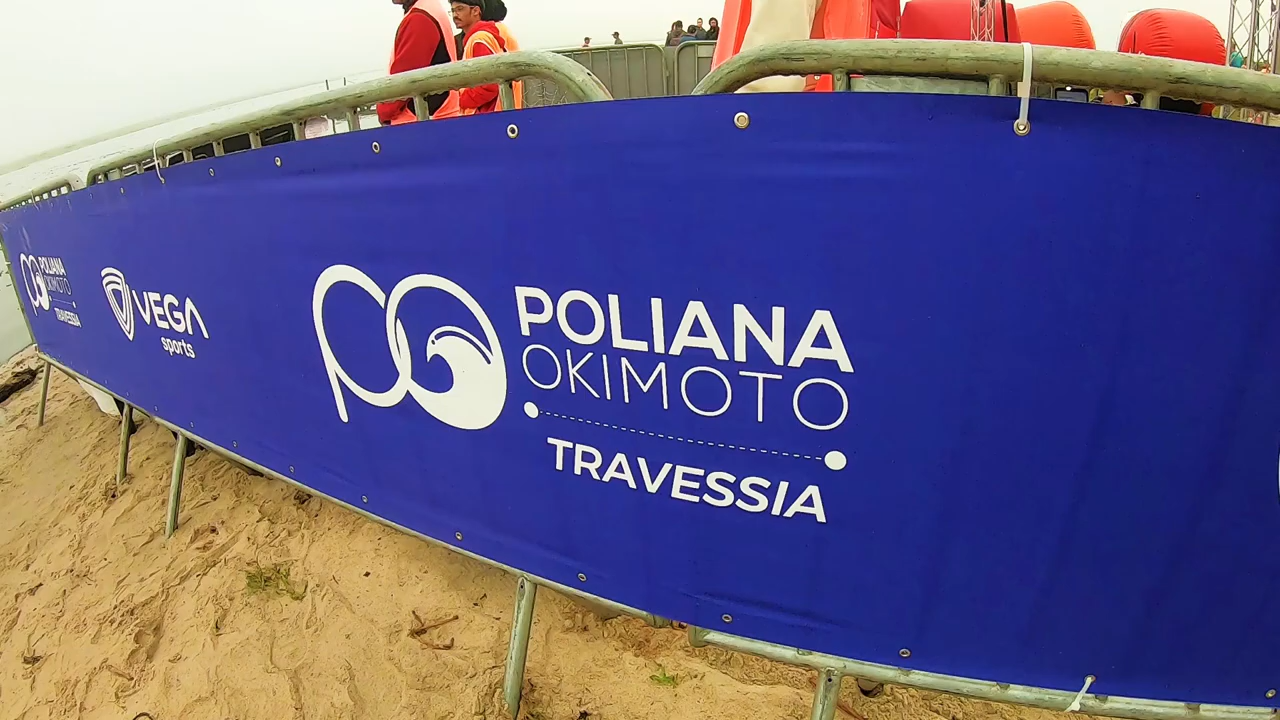 POLIANA
OKIMOTO
TRAVESSIA
VEGA
sports
POLIANA
OKIMOTO
TRAVESSIA